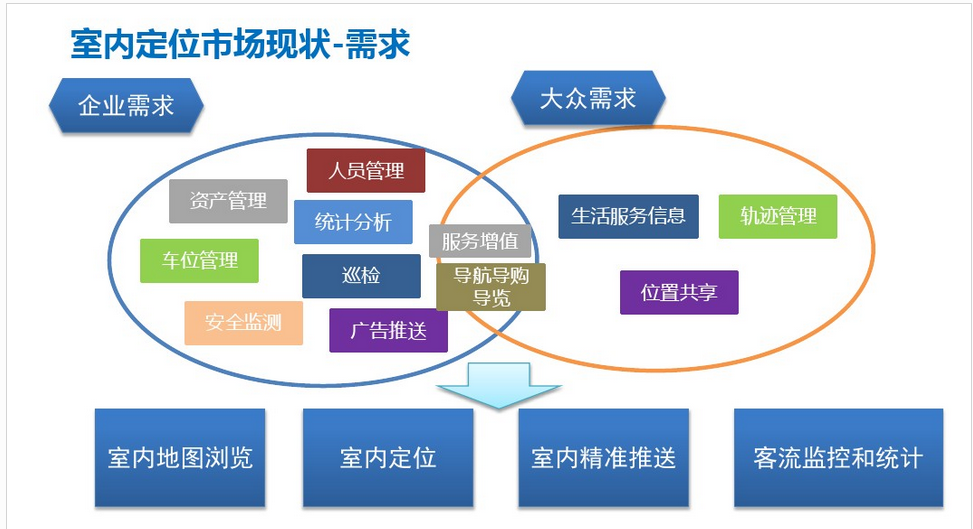 室内定位市场现状-需求
企业需求
大众需求
人员管理
资产管理
统计分析
车位管理
巡检
安全监测
广告推送
服务增值
导航导购
导览
生活服务信息
轨迹管理
位置共享
室内地图浏览
室内定位
室内精准推送
客流监控和统计